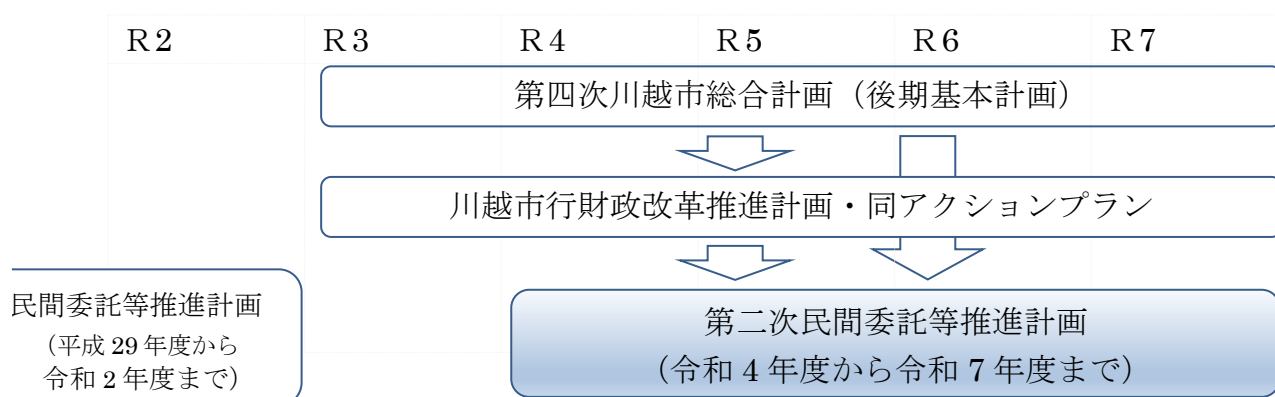 R2 R3 R4 R5 R6 R7
第四次川越市総合計画（後期基本計画）
川越市行財政改革推進計画・同アクションプラン
民間委託等推進計画
（平成 29 年度から
令和 2 年度まで）
第二次民間委託等推進計画
（令和 4 年度から令和 7 年度まで）